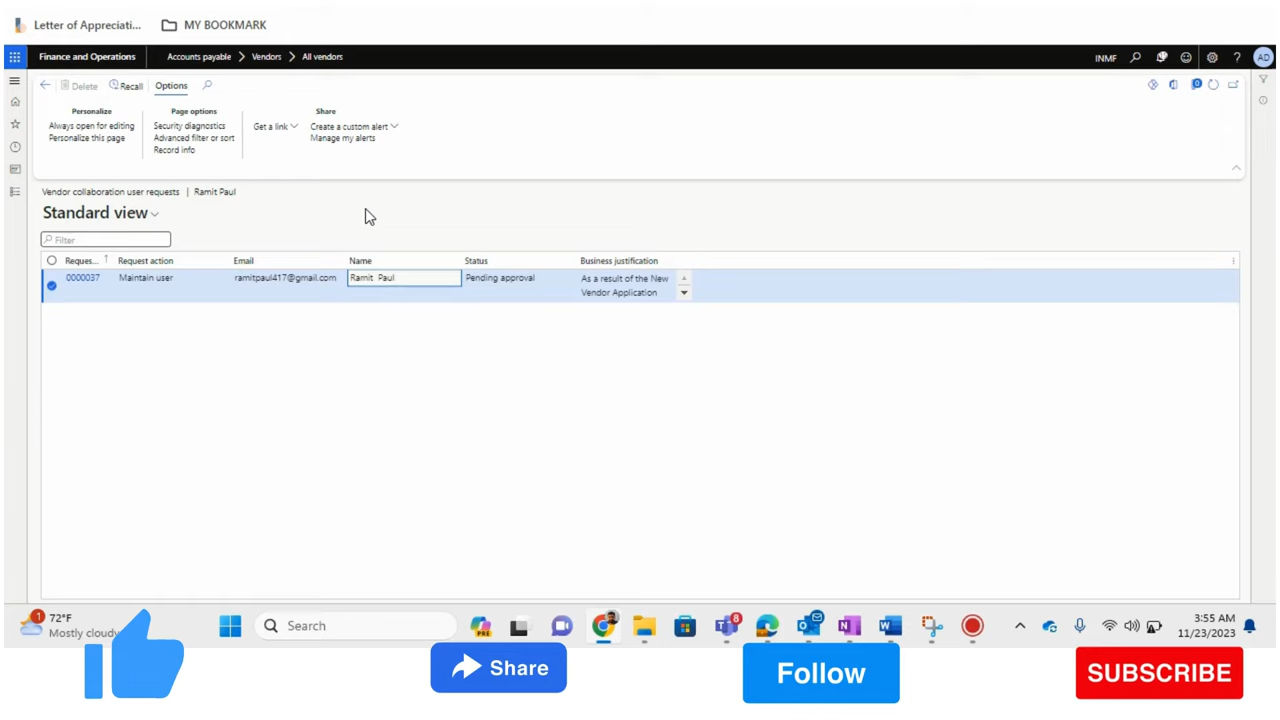 Letter of Appreciati... MY BOOKMARK
Finance and Operations Accounts payable Vendors All vendors INMF ? AD
Delete Recall Options
Personalize Page options Share
Always open for editing Security diagnostics Get a link Create a custom alert
Personalize this page Advanced filter or sort Manage my alerts
Record info
Vendor collaboration user requests | Ramit Paul
Standard view
Filter
Reques... Request action Email Name Status Business justification
0000037 Maintain user ramitpaul417@gmail.com Ramit Paul Pending approval As a result of the New
Vendor Application
1 72°F
Mostly cloudy
Search
PRE
8
3:55 AM
11/23/2023
Share
Follow
SUBSCRIBE